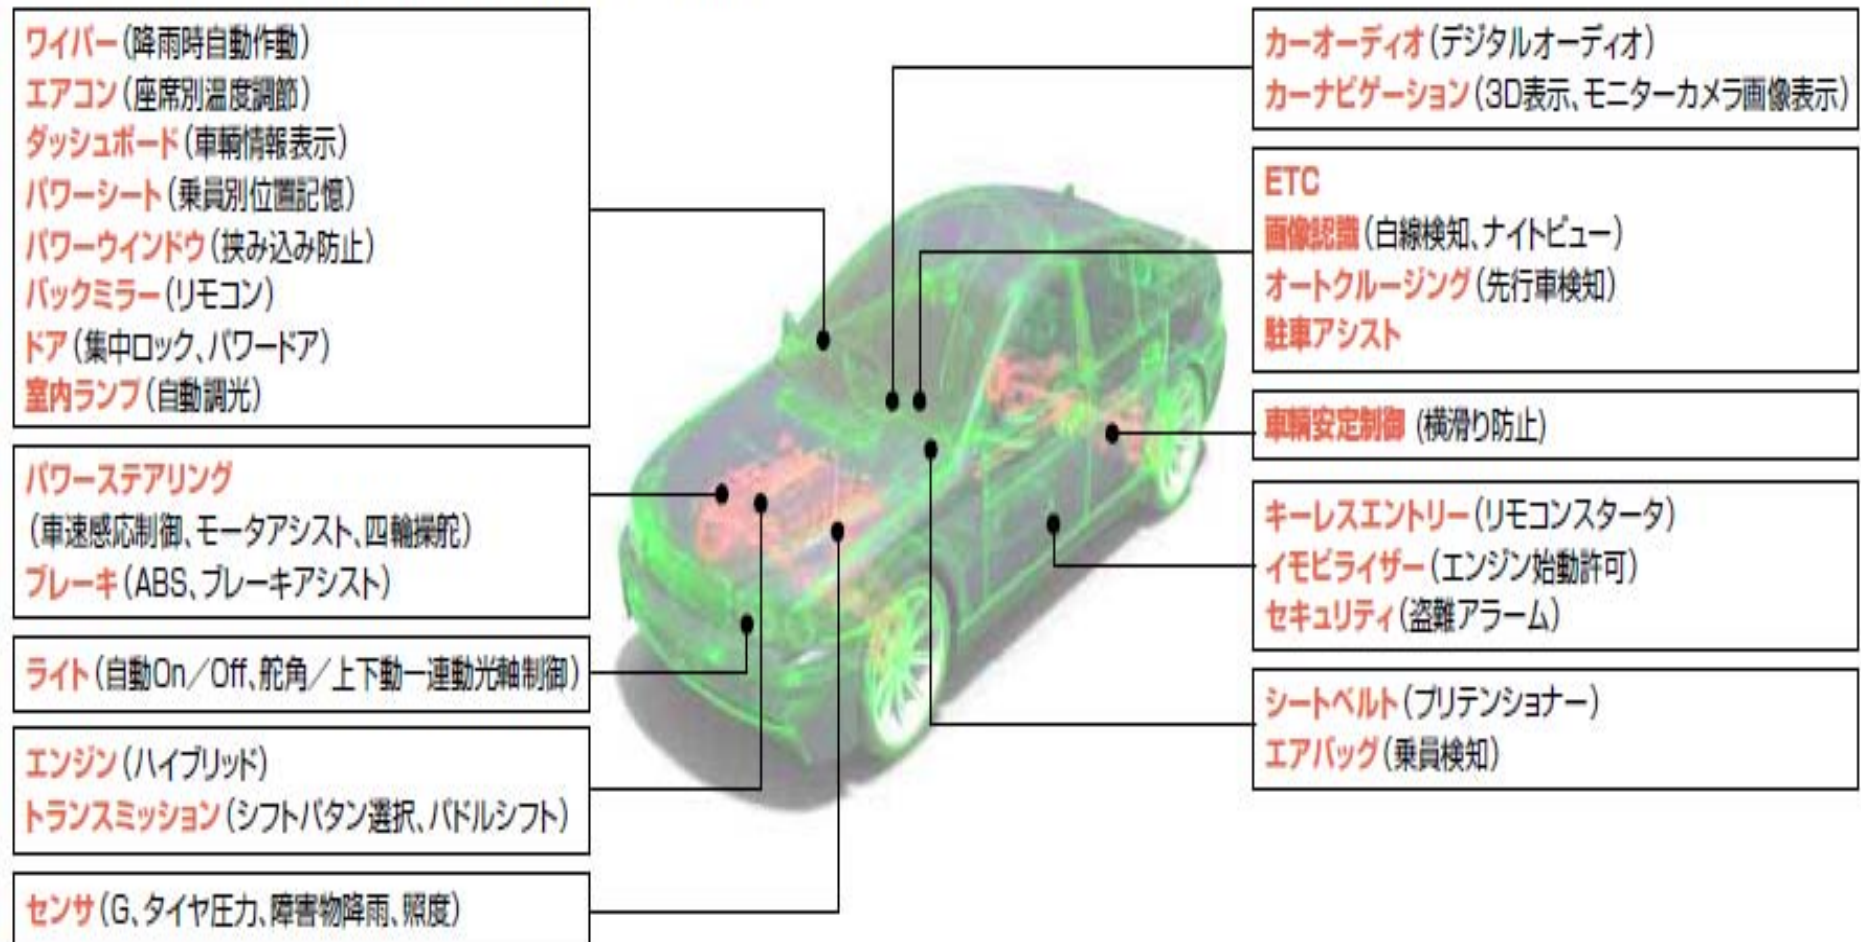 ワイパー(降雨時自動作動)
エアコン(座席別温度調節)
ダッシュボード(車輌情報表示)
パワーシート(乗員別位置記憶)
パワーウインドウ(挟み込み防止)
バックミラー(リモコン)
ドア(集中ロック、パワードア)
室内ランプ(自動調光)
パワーステアリング
(車速感応制御、モータアシスト、四輪操舵)
ブレーキ(ABS、ブレーキアシスト)
ライト(自動On/Off、舵角/上下動ー連動光軸制御)
エンジン(ハイブリッド)
トランスミッション(シフトパタン選択、パドルシフト)
センサ(G、タイヤ圧力、障害物降雨、照度)
カーオーディオ(デジタルオーディオ)
カーナビゲーション(3D表示、モニターカメラ画像表示)
ETC
画像認識(白線検知、ナイトビュー)
オートクルージング(先行車検知)
駐車アシスト
車輌安定制御 (横滑り防止)
キーレスエントリー(リモコンスタータ)
イモビライザー(エンジン始動許可)
セキュリティ(盗難アラーム)
シートベルト(プリテンショナー)
エアバッグ(乗員検知)